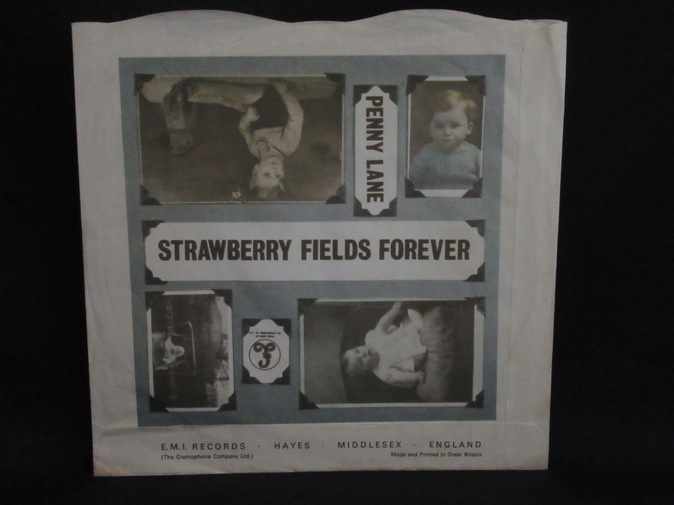 PENNY LANE
STRAWBERRY FIELDS FOREVER
E.M.I. RECORDS · HAYES · MIDDLESEX · ENGLAND
(The Gramophone Company Ltd.) Made and Printed in Great Britain